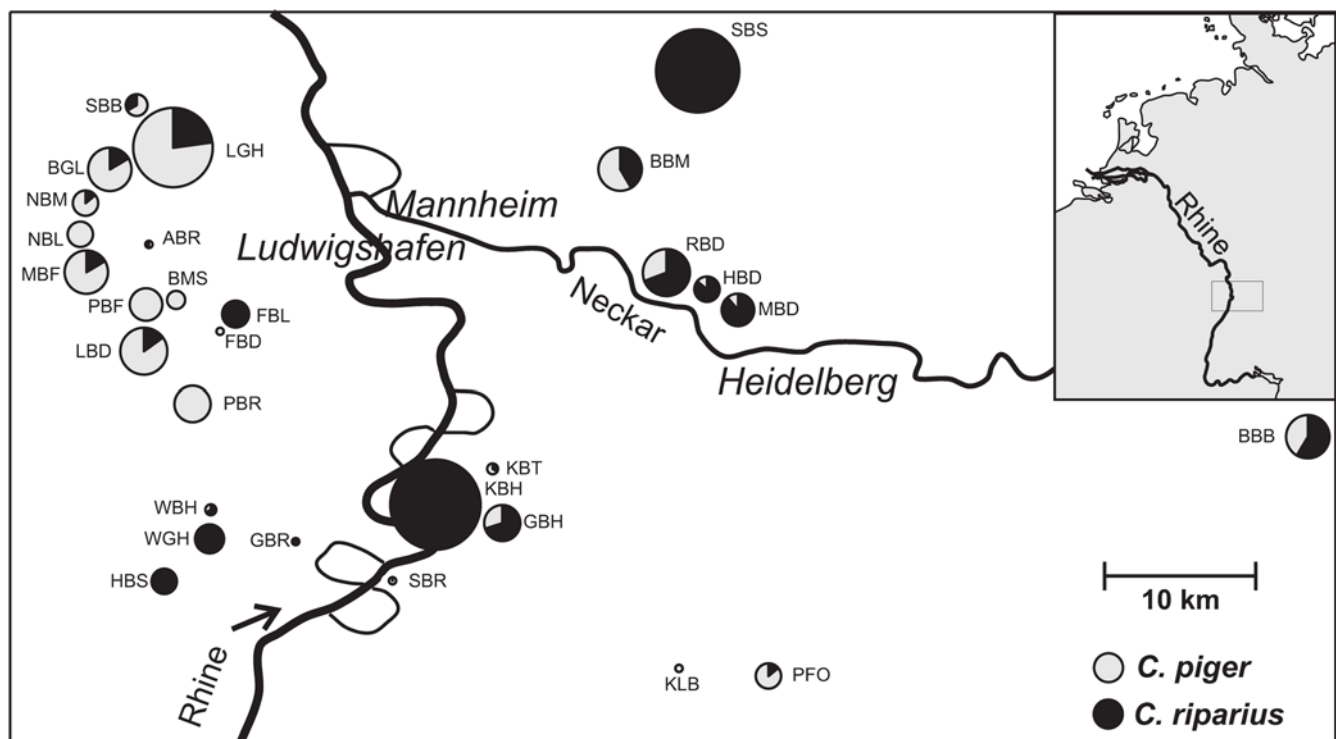 SBS
SBB
LGH
BGL
BBM
NBM
Mannheim
NBL
ABR
Ludwigshafen
RBD
MBF
BMS
HBD
PBF
FBL
MBD
Neckar
FBD
LBD
Heidelberg
PBR
Rhine
BBB
KBT
KBH
WBH
GBH
WGH
GBR
HBS
SBR
10 km
Rhine
KLB
PFO
C. piger
C. riparius